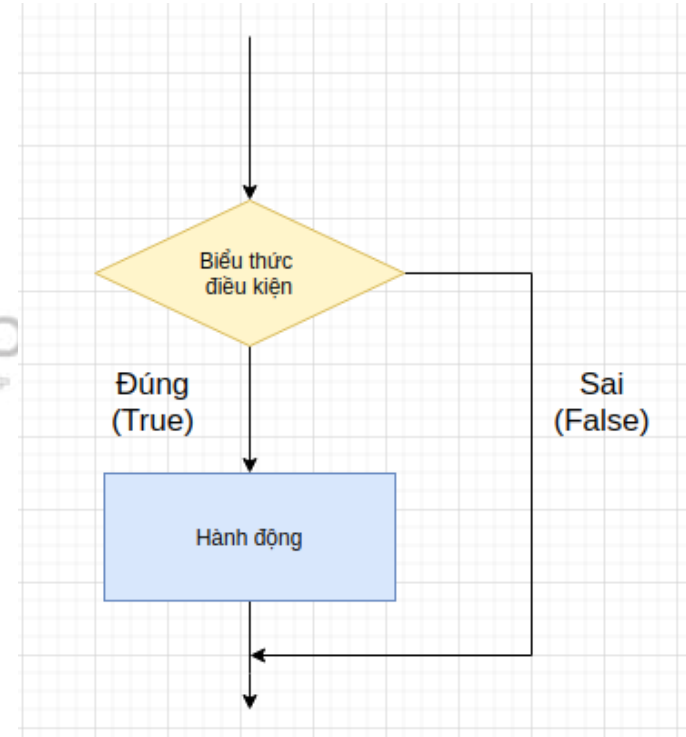 Biểu thức
điều kiện
Đúng
(True)
Sai
(False)
Hành động